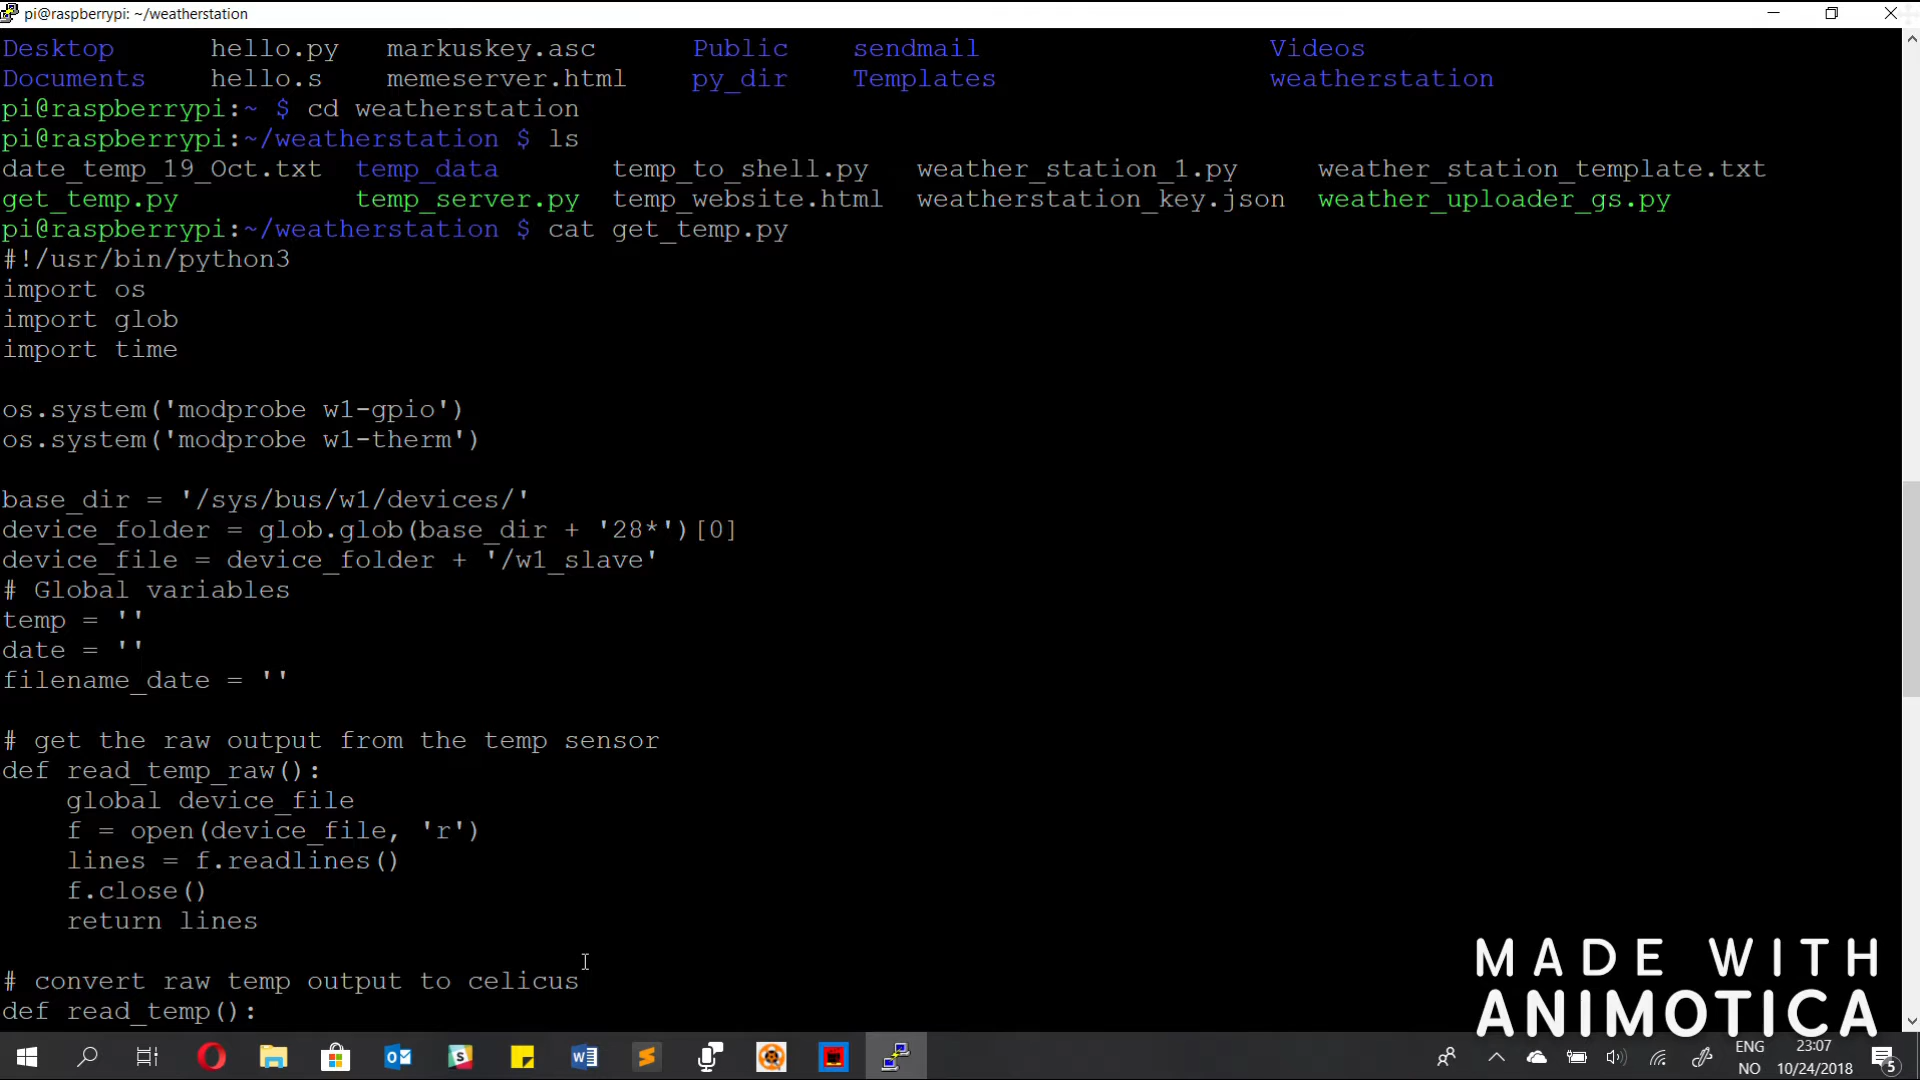 pi@raspberrypi: ~/weatherstation
Desktop hello.py markuskey.asc Public sendmail Videos
Documents hello.s memeserver.html py_dir Templates weatherstation
pi@raspberrypi:~ $ cd weatherstation
pi@raspberrypi:~/weatherstation $ ls
date_temp_19_Oct.txt temp_data temp_to_shell.py weather_station_1.py weather_station_template.txt
get_temp.py temp_server.py temp_website.html weatherstation_key.json weather_uploader_gs.py
pi@raspberrypi:~/weatherstation $ cat get_temp.py
#!/usr/bin/python3
import os
import glob
import time
os.system('modprobe w1-gpio')
os.system('modprobe w1-therm')
base_dir = '/sys/bus/w1/devices/'
device_folder = glob.glob(base_dir + '28*')[0]
device_file = device_folder + '/w1_slave'
# Global variables
temp = ''
date = ''
filename_date = ''
# get the raw output from the temp sensor
def read_temp_raw():
    global device_file
    f = open(device_file, 'r')
    lines = f.readlines()
    f.close()
    return lines
# convert raw temp output to celicus
def read_temp():
MADE WITH
ANIMOTICA
ENG 23:07
NO 10/24/2018 5